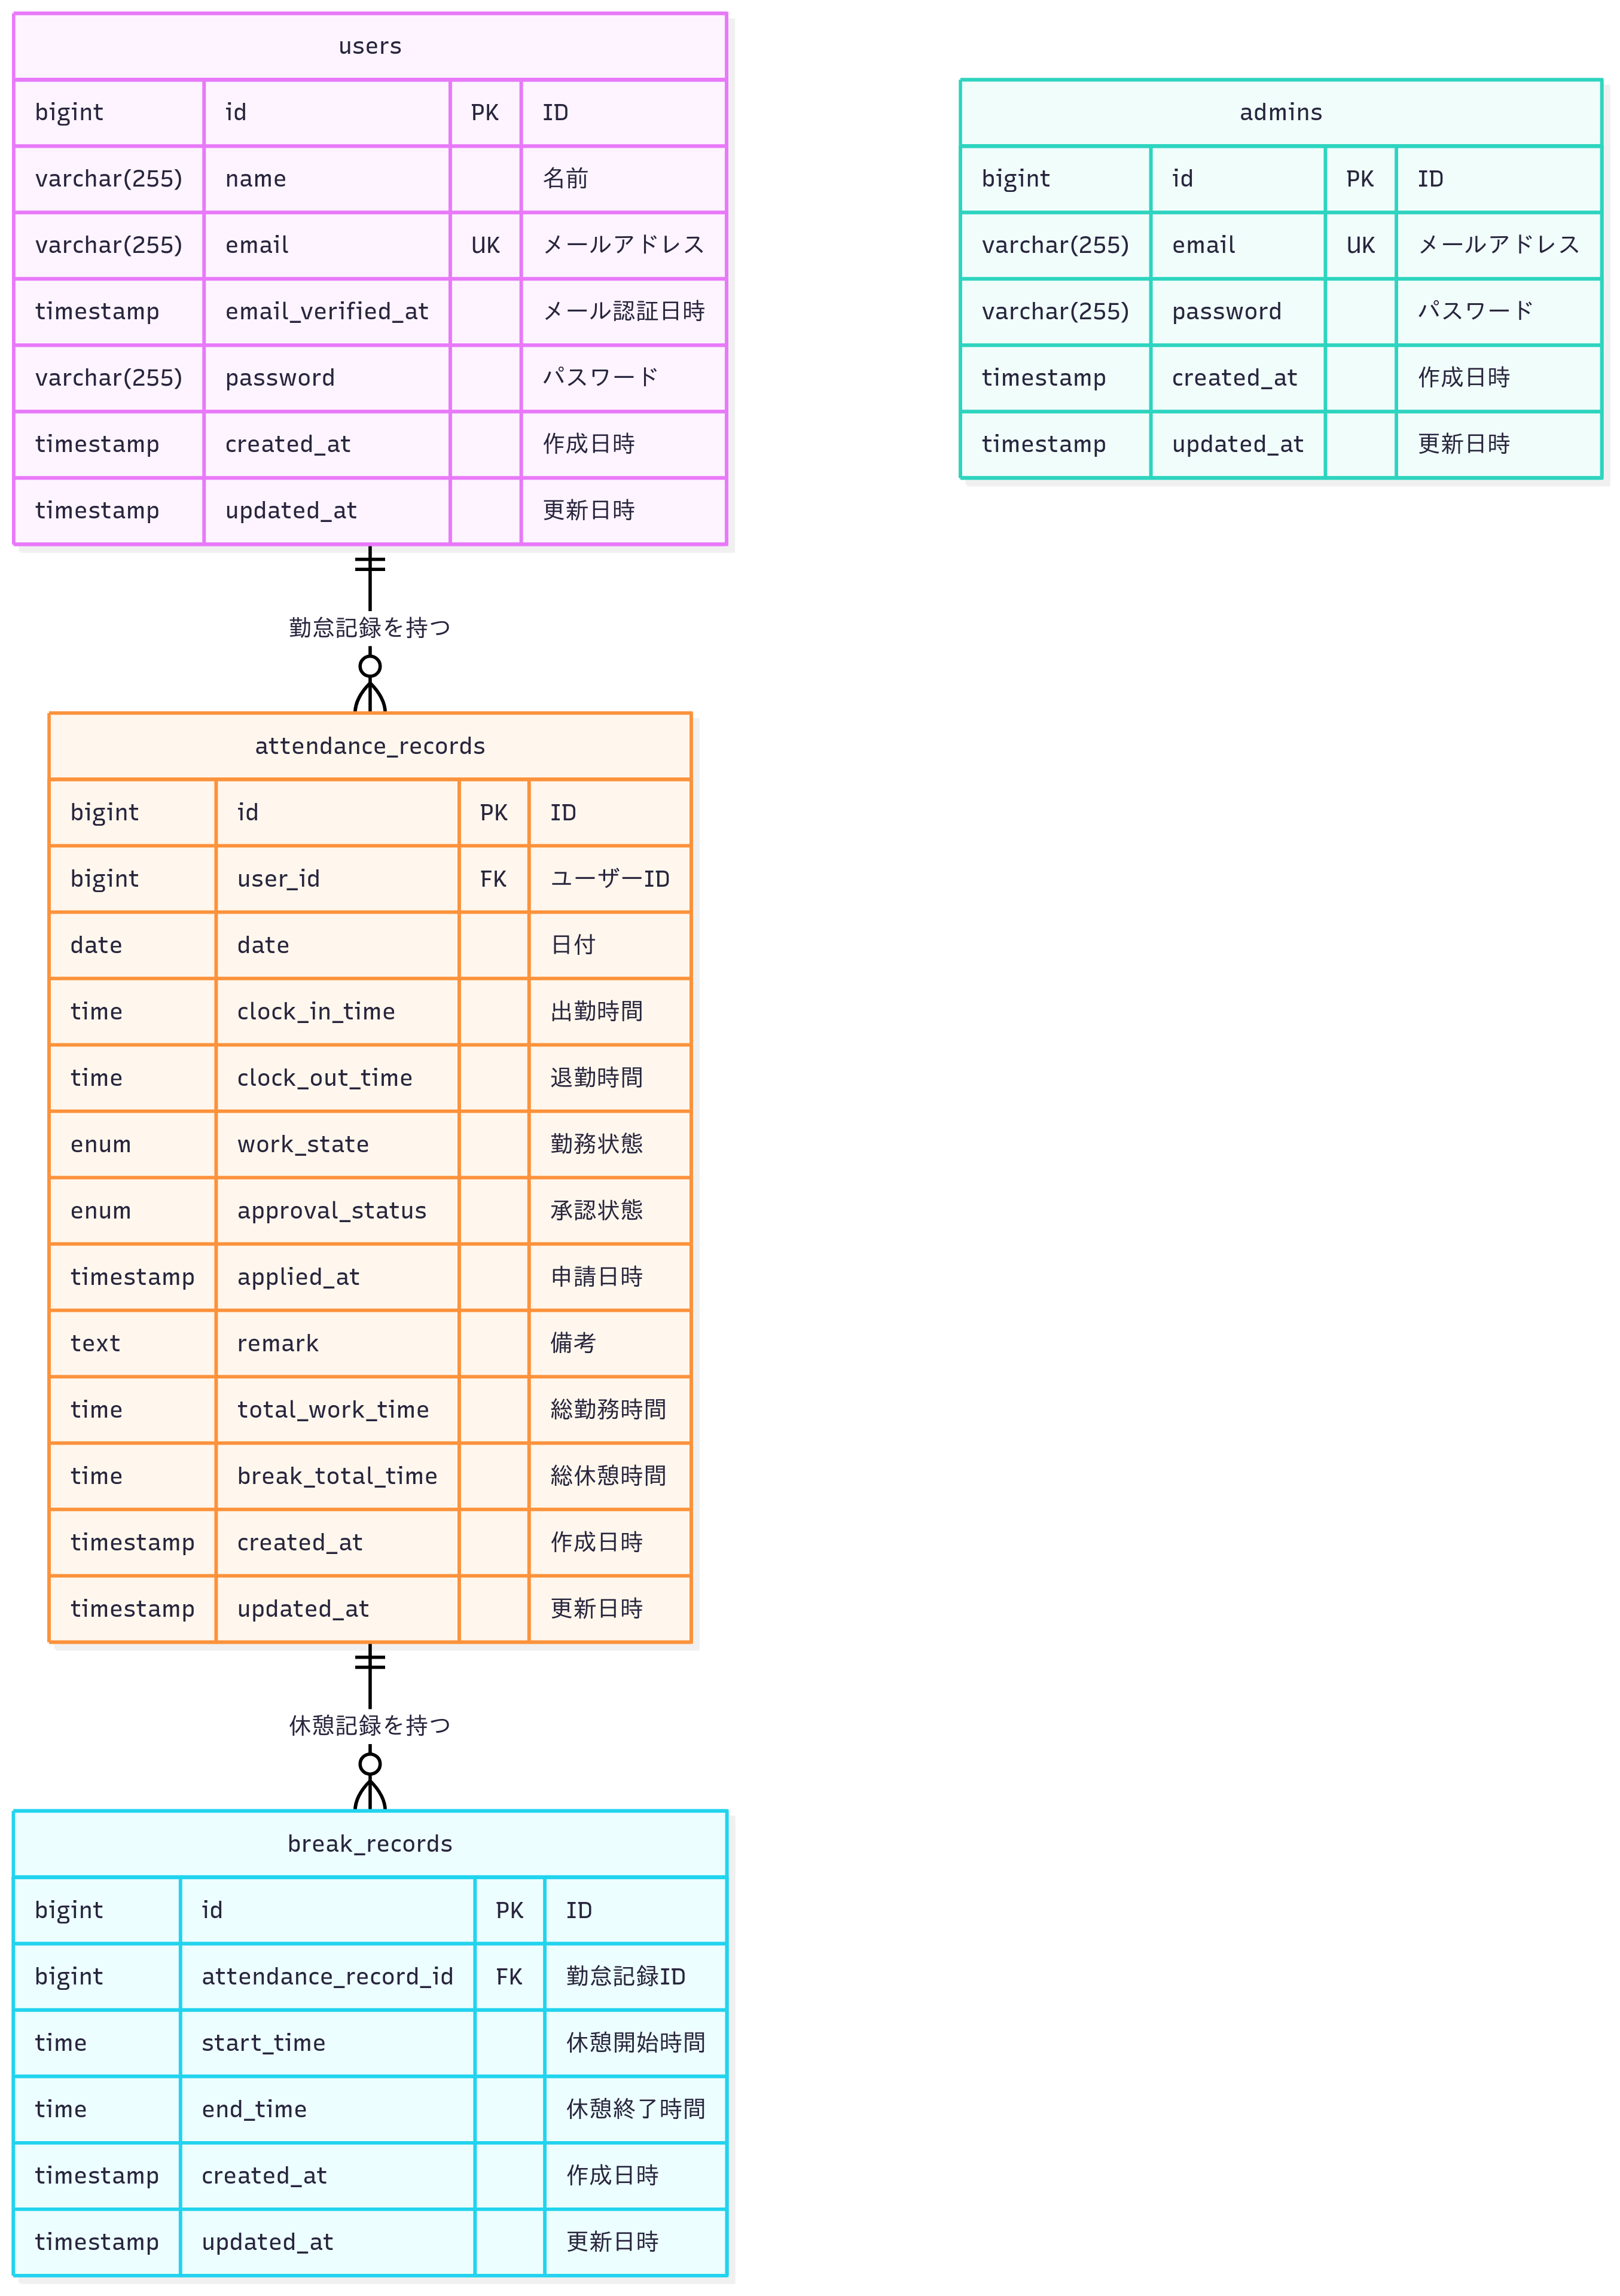 users
bigint id PK ID
varchar(255) name 名前
varchar(255) email UK メールアドレス
timestamp email_verified_at メール認証日時
varchar(255) password パスワード
timestamp created_at 作成日時
timestamp updated_at 更新日時
admins
bigint id PK ID
varchar(255) email UK メールアドレス
varchar(255) password パスワード
timestamp created_at 作成日時
timestamp updated_at 更新日時
勤怠記録を持つ
attendance_records
bigint id PK ID
bigint user_id FK ユーザーID
date date 日付
time clock_in_time 出勤時間
time clock_out_time 退勤時間
enum work_state 勤務状態
enum approval_status 承認状態
timestamp applied_at 申請日時
text remark 備考
time total_work_time 総勤務時間
time break_total_time 総休憩時間
timestamp created_at 作成日時
timestamp updated_at 更新日時
休憩記録を持つ
break_records
bigint id PK ID
bigint attendance_record_id FK 勤怠記録ID
time start_time 休憩開始時間
time end_time 休憩終了時間
timestamp created_at 作成日時
timestamp updated_at 更新日時